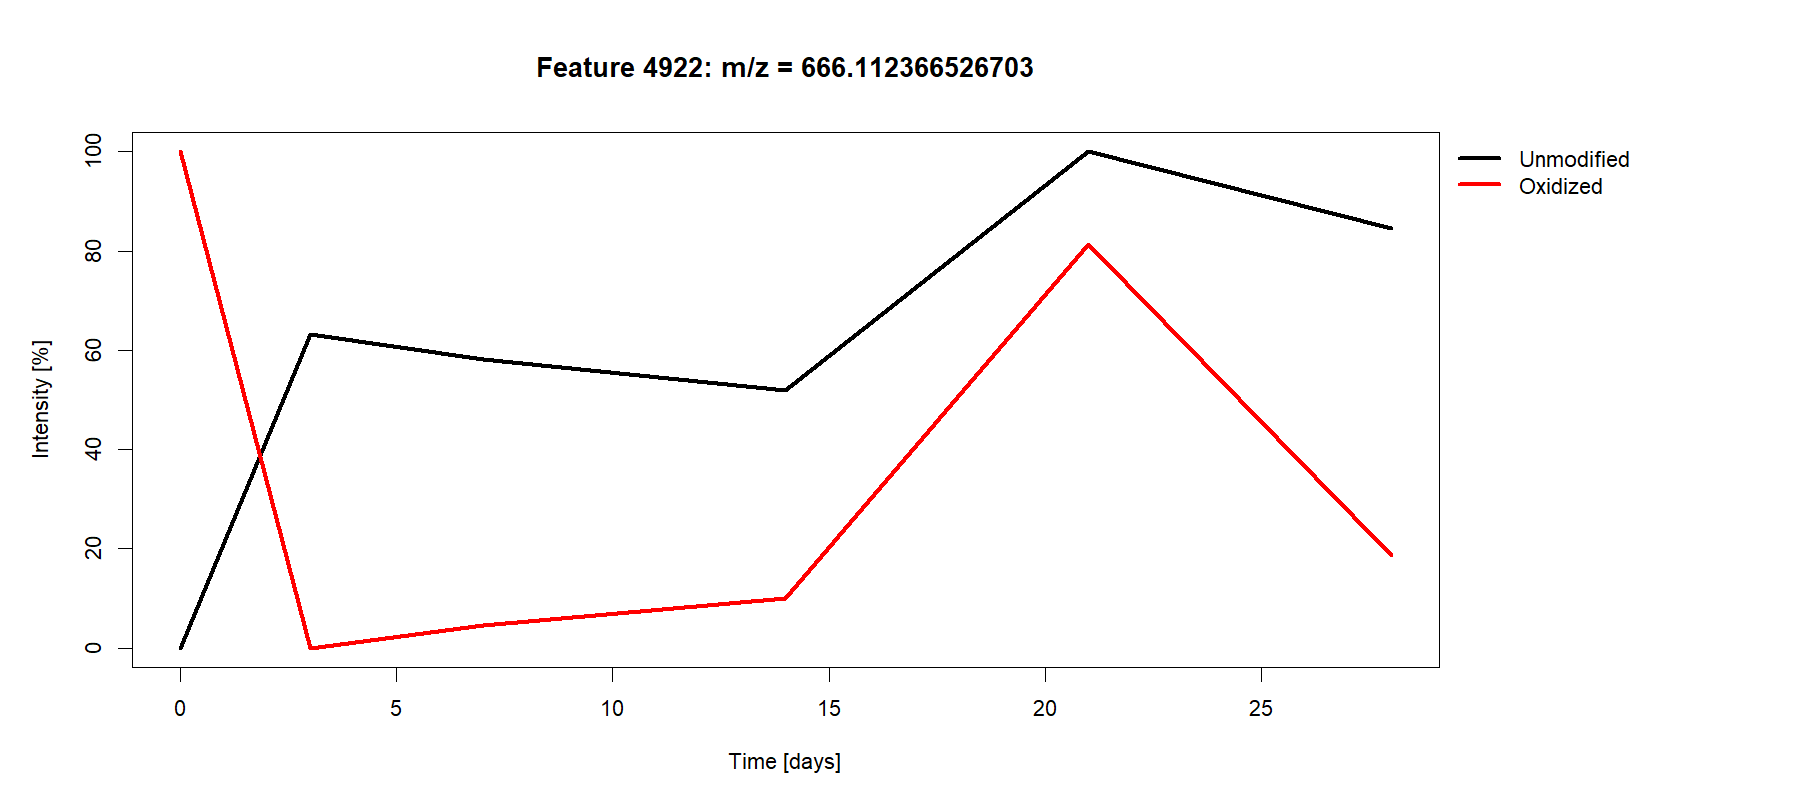 Feature 4922: m/z = 666.112366526703
Unmodified
Oxidized
Intensity [%]
100
80
60
40
20
0
0 5 10 15 20 25
Time [days]